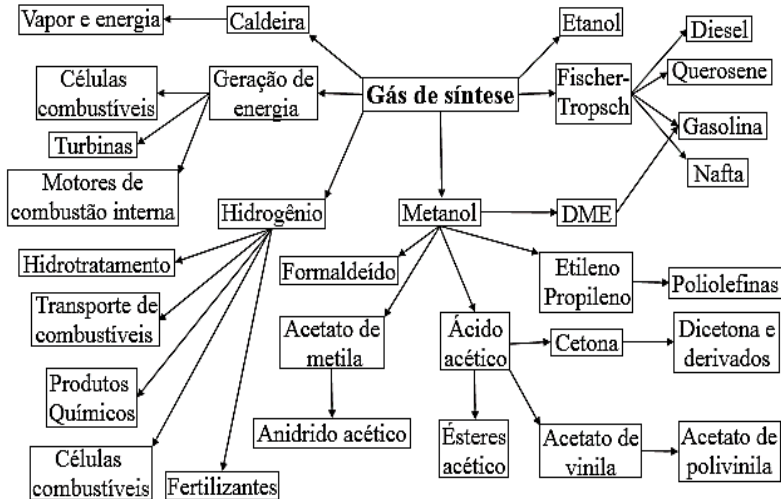 Vapor e energia
Caldeira
Etanol
Diesel
Células
combustíveis
Geração de
energia
Gás de síntese
Fischer-
Tropsch
Querosene
Gasolina
Turbinas
Nafta
Motores de
combustão interna
Hidrogênio
Metanol
DME
Hidrotratamento
Formaldeído
Etileno
Propileno
Poliolefinas
Transporte de
combustíveis
Acetato de
metila
Ácido
acético
Cetona
Dicetona e
derivados
Produtos
Químicos
Anidrido acético
Ésteres
acético
Acetato de
vinila
Acetato de
polivinila
Células
combustíveis
Fertilizantes